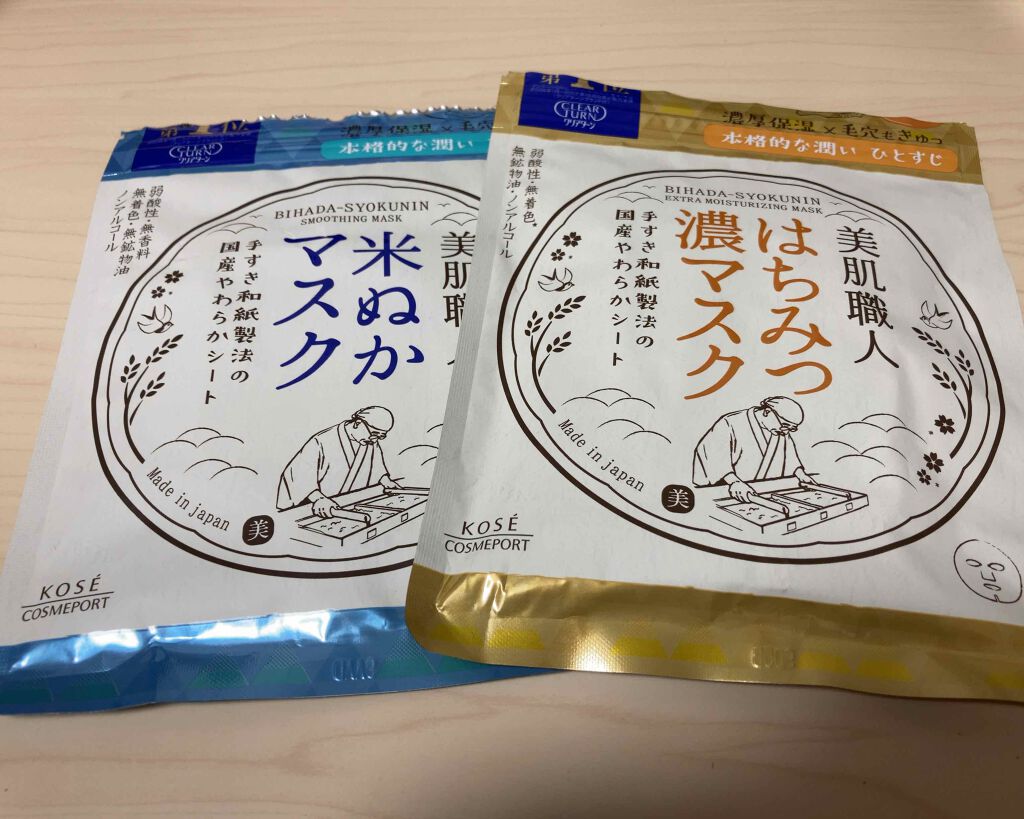 第1位
CLEAR
TURN
クリアターン
濃厚保湿×毛穴
本格的な潤い
弱酸性・無香料
無着色・無鉱物油
ノンアルコール
BIHADA-SYOKUNIN
SMOOTHING MASK
美肌職人
米ぬか
マスク
手すき和紙製法の
国産やわらかシート
Made in japan
美
KOSÉ
COSMEPORT
第1位
CLEAR
TURN
クリアターン
濃厚保湿×毛穴もきゅっ
本格的な潤い ひとすじ
弱酸性・無着色*
無鉱物油・ノンアルコール
BIHADA-SYOKUNIN
EXTRA MOISTURIZING MASK
美肌職人
はちみつ
濃マスク
手すき和紙製法の
国産やわらかシート
Made in japan
美
KOSÉ
COSMEPORT